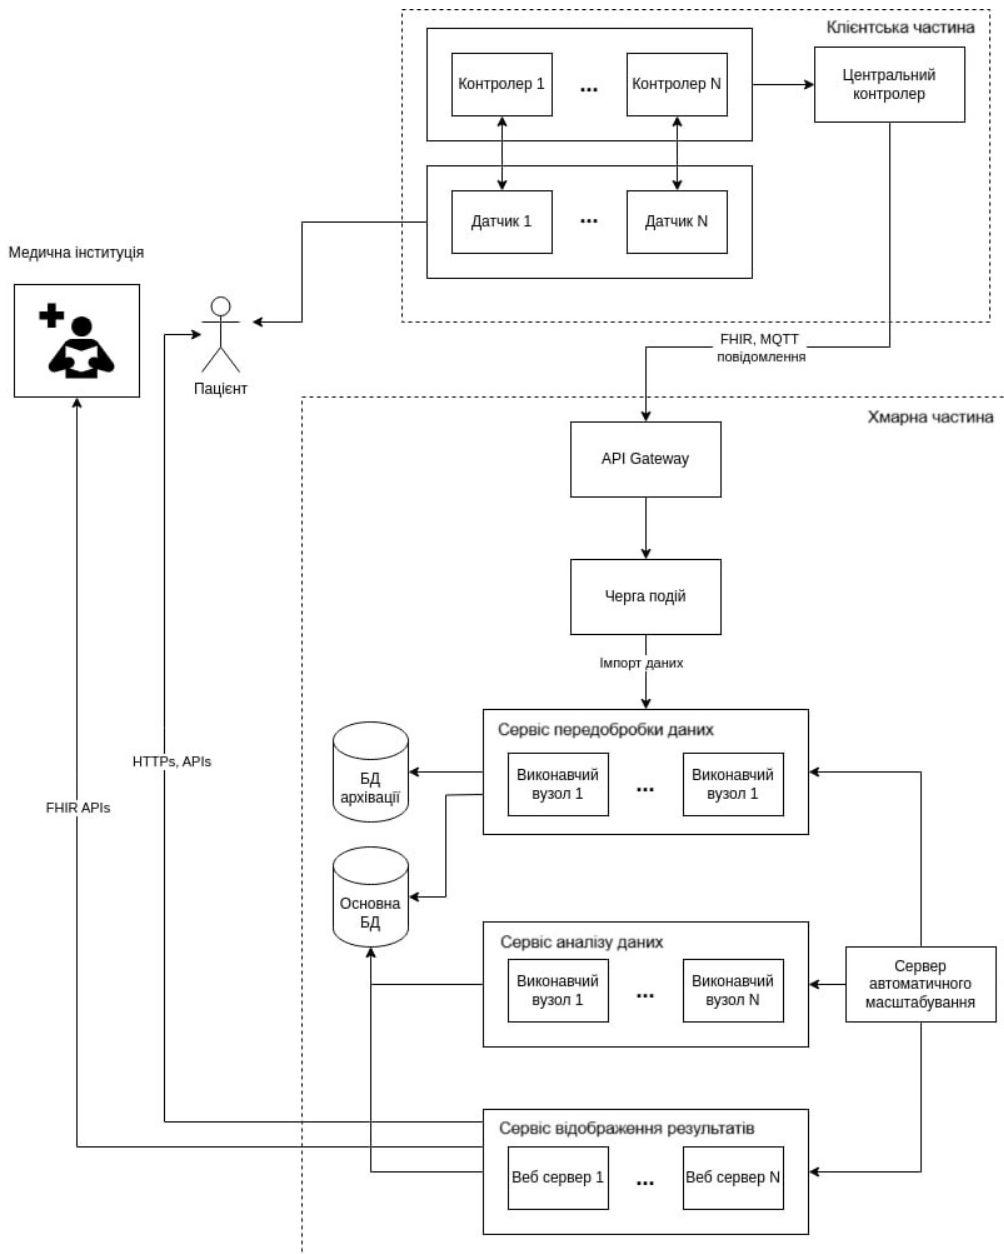 Клієнтська частина
Контролер 1
...
Контролер N
Центральний
контролер
Датчик 1
...
Датчик N
Медична інституція
Пацієнт
FHIR, MQTT
повідомлення
Хмарна частина
API Gateway
Черга подій
Імпорт даних
Сервіс передобробки даних
БД
архівації
Виконавчий
вузол 1
...
Виконавчий
вузол 1
HTTPs, APIs
FHIR APIs
Основна
БД
Сервіс аналізу даних
Виконавчий
вузол 1
...
Виконавчий
вузол N
Сервер
автоматичного
масштабування
Сервіс відображення результатів
Веб сервер 1
...
Веб сервер N